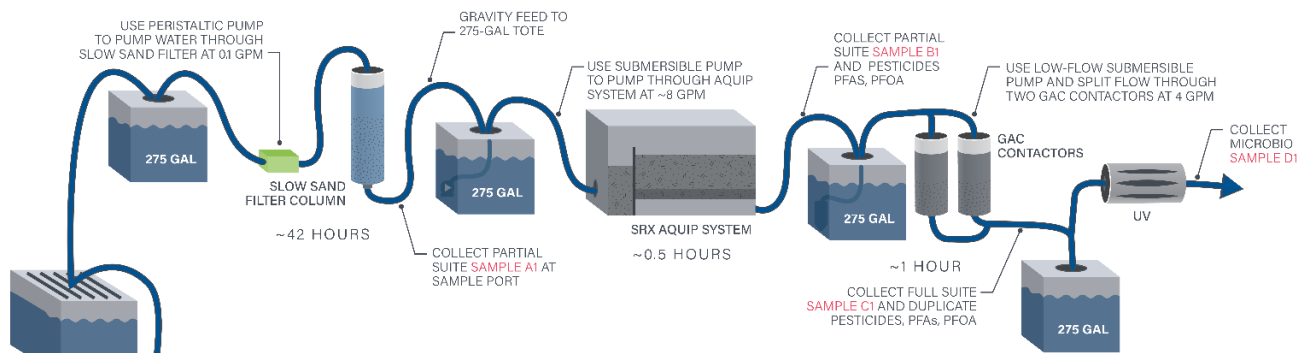 USE PERISTALTIC PUMP
TO PUMP WATER THROUGH
SLOW SAND FILTER AT 0.1 GPM
275 GAL
SLOW SAND
FILTER COLUMN
~42 HOURS
GRAVITY FEED TO
275-GAL TOTE
COLLECT PARTIAL
SUITE SAMPLE A1 AT
SAMPLE PORT
275 GAL
USE SUBMERSIBLE PUMP
TO PUMP THROUGH AQUIP
SYSTEM AT ~8 GPM
SRX AQUIP SYSTEM
~0.5 HOURS
COLLECT PARTIAL
SUITE SAMPLE B1
AND PESTICIDES
PFAS, PFOA
275 GAL
USE LOW-FLOW SUBMERSIBLE
PUMP AND SPLIT FLOW THROUGH
TWO GAC CONTACTORS AT 4 GPM
GAC
CONTACTORS
~1 HOUR
COLLECT FULL SUITE
SAMPLE C1 AND DUPLICATE
PESTICIDES, PFAs, PFOA
275 GAL
UV
COLLECT
MICROBIO
SAMPLE D1